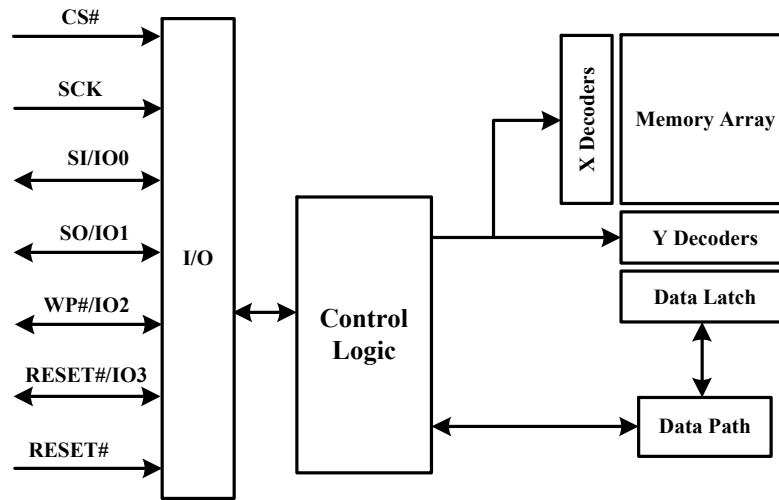 CS#
SCK
SI/IO0
SO/IO1
WP#/IO2
RESET#/IO3
RESET#
I/O
Control
Logic
X Decoders
Memory Array
Y Decoders
Data Latch
Data Path